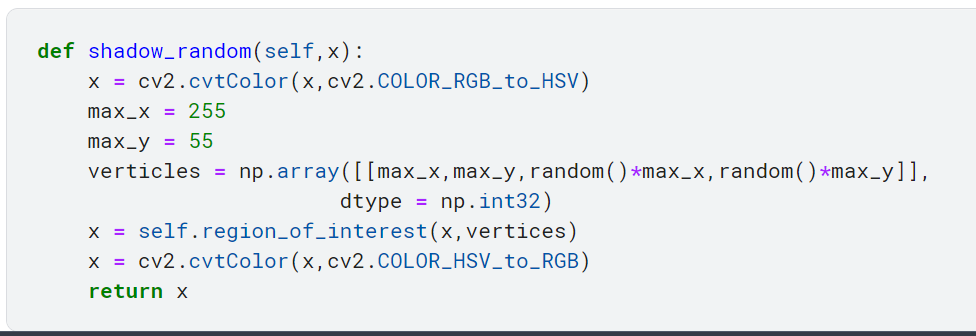 def shadow_random(self,x):
    x = cv2.cvtColor(x,cv2.COLOR_RGB_to_HSV)
    max_x = 255
    max_y = 55
    verticles = np.array([[max_x,max_y,random()*max_x,random()*max_y]],
                        dtype = np.int32)
    x = self.region_of_interest(x,vertices)
    x = cv2.cvtColor(x,cv2.COLOR_HSV_to_RGB)
    return x